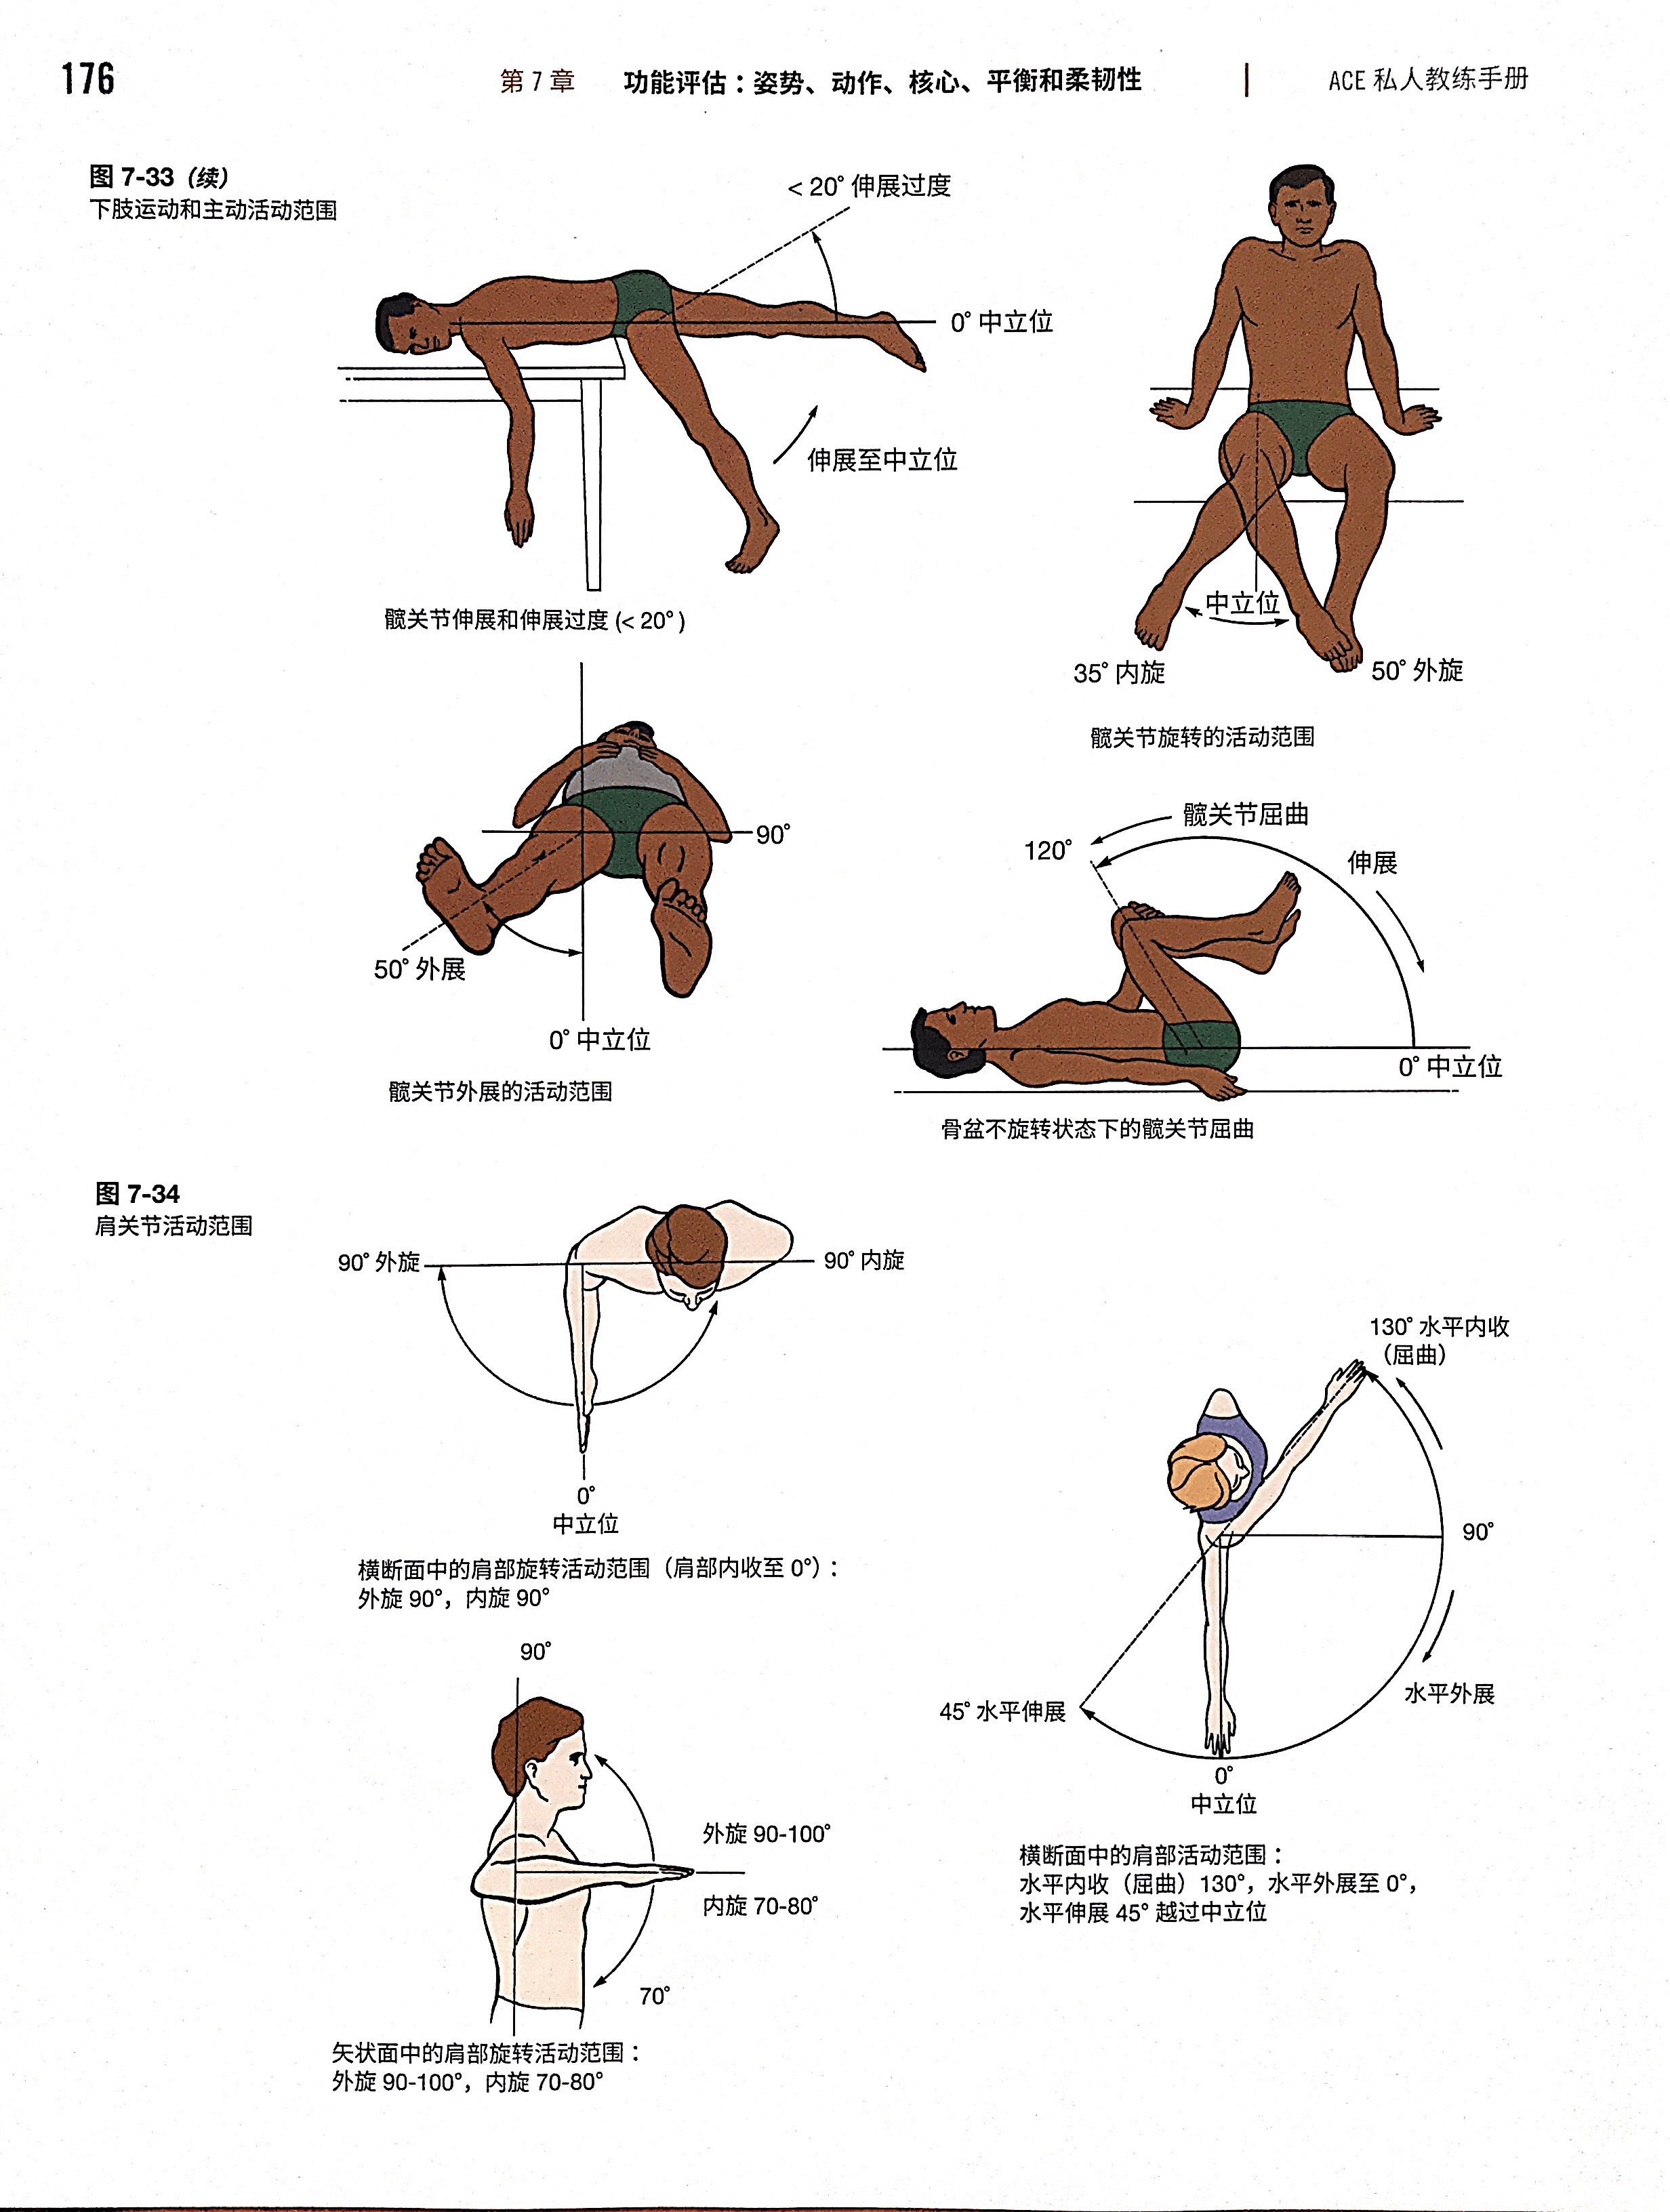 176
第 7 章 功能评估：姿势、动作、核心、平衡和柔韧性 | ACE 私人教练手册
图 7-33（续）
下肢运动和主动活动范围
< 20° 伸展过度
0° 中立位
伸展至中立位
髋关节伸展和伸展过度 (< 20°)
中立位
35° 内旋
50° 外旋
髋关节旋转的活动范围
90°
50° 外展
0° 中立位
髋关节外展的活动范围
髋关节屈曲
120°
伸展
0° 中立位
骨盆不旋转状态下的髋关节屈曲
图 7-34
肩关节活动范围
90° 外旋
90° 内旋
0°
中立位
横断面中的肩部旋转活动范围（肩部内收至 0°）：
外旋 90°，内旋 90°
130° 水平内收
（屈曲）
90°
水平外展
45° 水平伸展
0°
中立位
横断面中的肩部活动范围：
水平内收（屈曲）130°，水平外展至 0°，
水平伸展 45° 越过中立位
90°
外旋 90-100°
内旋 70-80°
70°
矢状面中的肩部旋转活动范围：
外旋 90-100°，内旋 70-80°